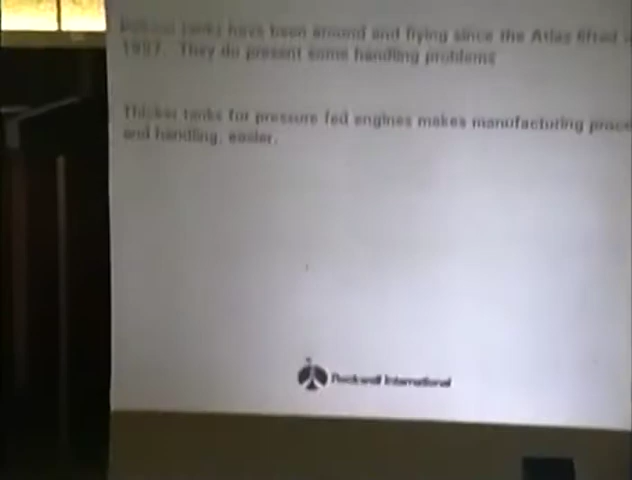 tanks have been around and flying since the Atlas lifted
They do present some handling problems
Thicker tanks for pressure fed engines makes manufacturing
and handling, easier.
Rockwell International